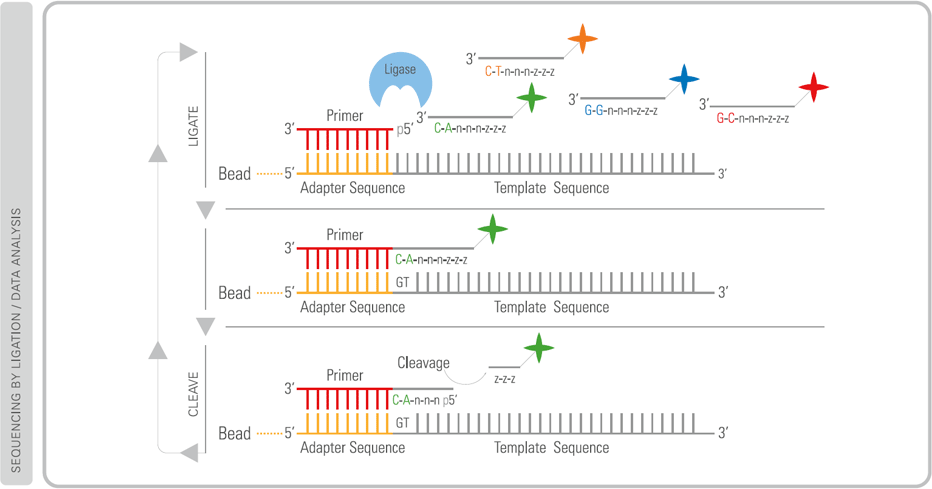 SEQUENCING BY LIGATION / DATA ANALYSIS
LIGATE
Ligase
3′
C-T-n-n-n-z-z-z
3′
G-G-n-n-n-z-z-z
3′
G-C-n-n-n-z-z-z
Primer
3′
p5′
3′
C-A-n-n-n-z-z-z
Bead
5′
3′
Adapter Sequence
Template Sequence
Primer
3′
C-A-n-n-n-z-z-z
GT
Bead
5′
3′
Adapter Sequence
Template Sequence
CLEAVE
Cleavage
z-z-z
Primer
3′
C-A-n-n-n p5′
GT
Bead
5′
3′
Adapter Sequence
Template Sequence